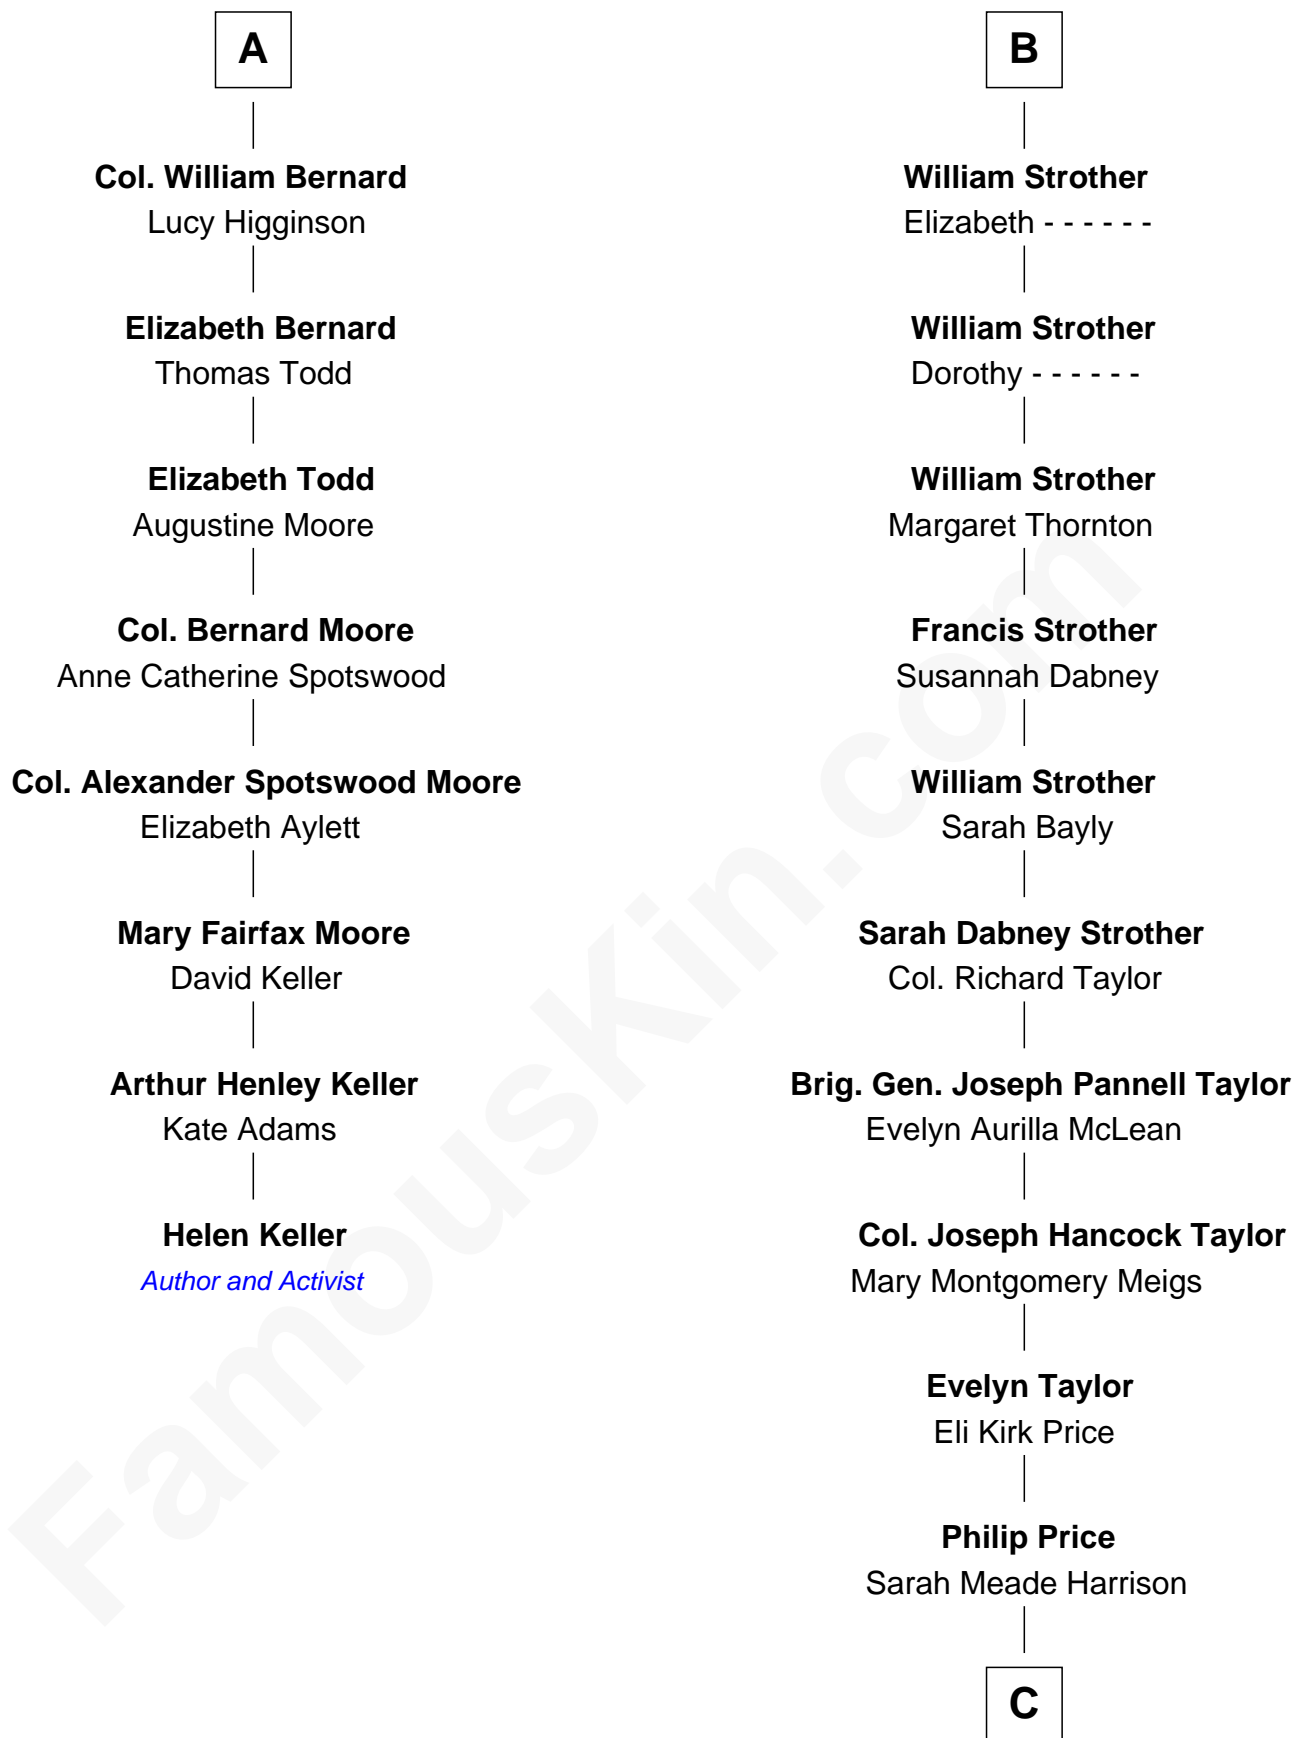 A
Col. William Bernard
Lucy Higginson
Elizabeth Bernard
Thomas Todd
Elizabeth Todd
Augustine Moore
Col. Bernard Moore
Anne Catherine Spotswood
Col. Alexander Spotswood Moore
Elizabeth Aylett
Mary Fairfax Moore
David Keller
Arthur Henley Keller
Kate Adams
Helen Keller
Author and Activist
B
William Strother
Elizabeth - - - - - -
William Strother
Dorothy - - - - - -
William Strother
Margaret Thornton
Francis Strother
Susannah Dabney
William Strother
Sarah Bayly
Sarah Dabney Strother
Col. Richard Taylor
Brig. Gen. Joseph Pannell Taylor
Evelyn Aurilla McLean
Col. Joseph Hancock Taylor
Mary Montgomery Meigs
Evelyn Taylor
Eli Kirk Price
Philip Price
Sarah Meade Harrison
C
FamousKin.com